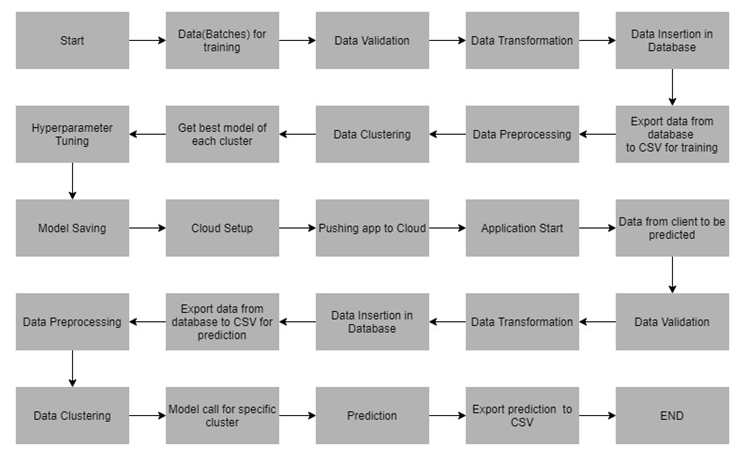 Start
Data(Batches) for
training
Data Validation
Data Transformation
Data Insertion in
Database
Export data from
database
to CSV for training
Data Preprocessing
Data Clustering
Get best model of
each cluster
Hyperparameter
Tuning
Model Saving
Cloud Setup
Pushing app to Cloud
Application Start
Data from client to be
predicted
Data Validation
Data Transformation
Data Insertion in
Database
Export data from
database to CSV for
prediction
Data Preprocessing
Data Clustering
Model call for specific
cluster
Prediction
Export prediction to
CSV
END